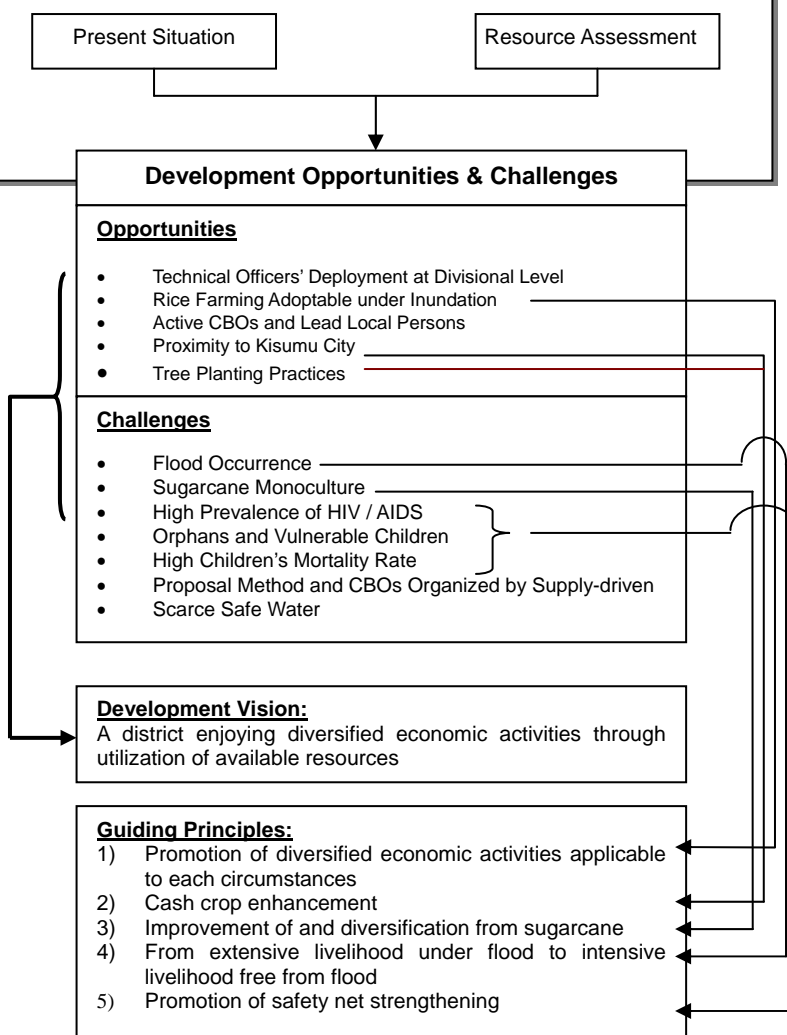 Present Situation
Resource Assessment
Development Opportunities & Challenges
Opportunities
• Technical Officers’ Deployment at Divisional Level
• Rice Farming Adoptable under Inundation
• Active CBOs and Lead Local Persons
• Proximity to Kisumu City
• Tree Planting Practices
Challenges
• Flood Occurrence
• Sugarcane Monoculture
• High Prevalence of HIV / AIDS
• Orphans and Vulnerable Children
• High Children’s Mortality Rate
• Proposal Method and CBOs Organized by Supply-driven
• Scarce Safe Water
Development Vision:
A district enjoying diversified economic activities through
utilization of available resources
Guiding Principles:
1) Promotion of diversified economic activities applicable
to each circumstances
2) Cash crop enhancement
3) Improvement of and diversification from sugarcane
4) From extensive livelihood under flood to intensive
livelihood free from flood
5) Promotion of safety net strengthening